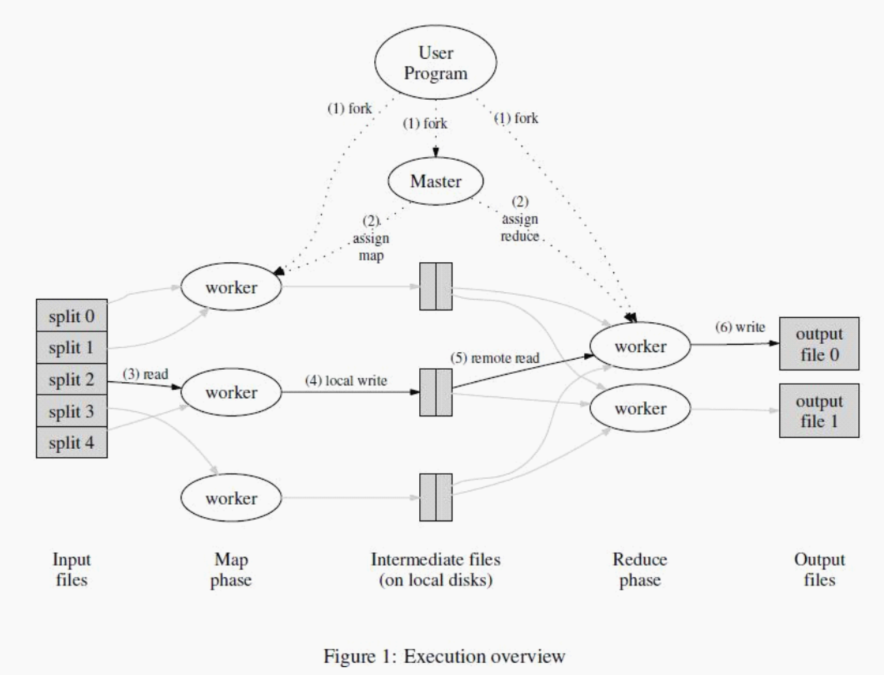 User
Program
(1) fork
(1) fork
(1) fork
Master
(2)
assign
map
(2)
assign
reduce
worker
split 0
split 1
split 2
split 3
split 4
(3) read
worker
(4) local write
(5) remote read
worker
(6) write
output
file 0
worker
output
file 1
worker
Input
files
Map
phase
Intermediate files
(on local disks)
Reduce
phase
Output
files
Figure 1: Execution overview